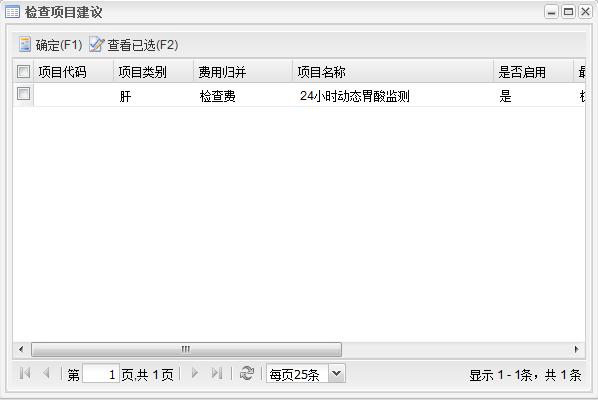 检查项目建议
确定(F1) 查看已选(F2)
项目代码 项目类别 费用归并 项目名称 是否启用
肝 检查费 24小时动态胃酸监测 是
第 1 页,共 1 页 每页25条 显示 1 - 1条，共 1 条